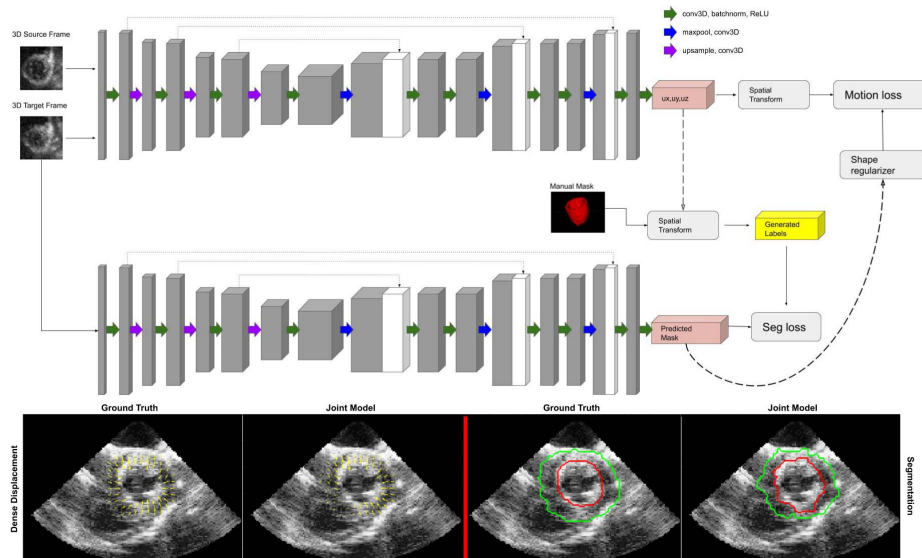 conv3D, batchnorm, ReLU
maxpool, conv3D
upsample, conv3D
3D Source Frame
3D Target Frame
ux,uy,uz
Spatial
Transform
Motion loss
Shape
regularizer
Manual Mask
Spatial
Transform
Generated
Labels
Predicted
Mask
Seg loss
Ground Truth
Joint Model
Ground Truth
Joint Model
Dense Displacement
Segmentation